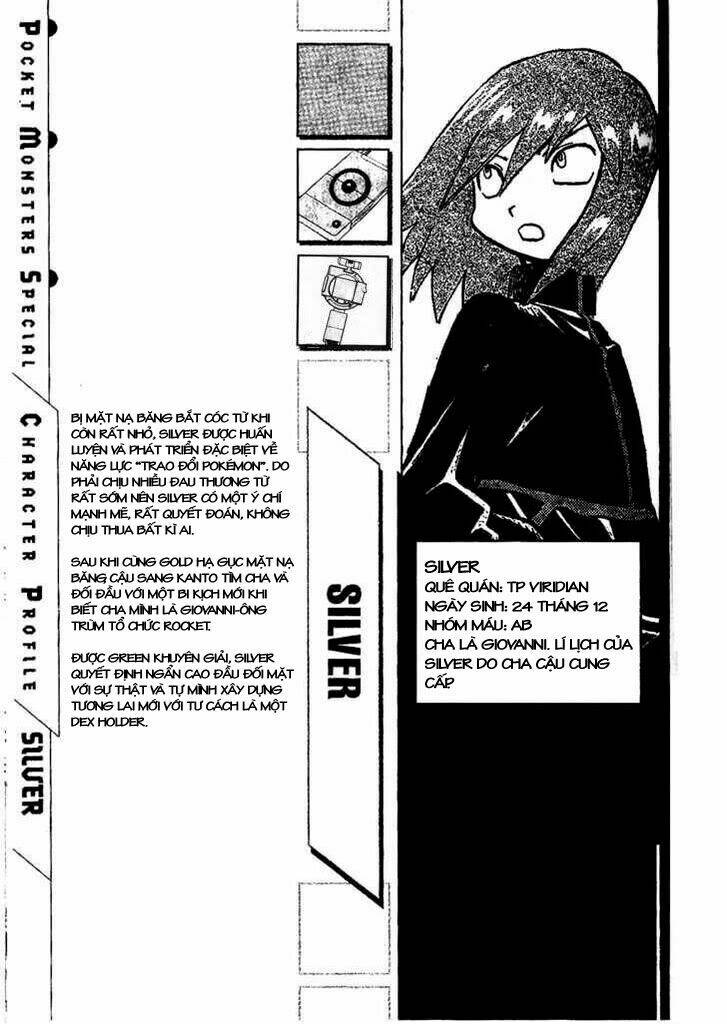 POCKET MONSTERS SPECIAL
CHARACTER PROFILE
SILVER
BỊ MẶT NẠ BĂNG BẮT CÓC TỪ KHI
CÒN RẤT NHỎ, SILVER ĐƯỢC HUẤN
LUYỆN VÀ PHÁT TRIỂN ĐẶC BIỆT VỀ
NĂNG LỰC "TRAO ĐỔI POKÉMON". DO
PHẢI CHỊU NHIỀU ĐAU THƯƠNG TỪ
RẤT SỚM NÊN SILVER CÓ MỘT Ý CHÍ
MẠNH MẼ, RẤT QUYẾT ĐOÁN, KHÔNG
CHỊU THUA BẤT KÌ AI.
SAU KHI CÙNG GOLD HẠ GỤC MẶT NẠ
BĂNG CẬU SANG KANTO TÌM CHA VÀ
ĐỐI ĐẦU VỚI MỘT BI KỊCH MỚI KHI
BIẾT CHA MÌNH LÀ GIOVANNI-ÔNG
TRÙM TỔ CHỨC ROCKET.
ĐƯỢC GREEN KHUYÊN GIẢI, SILVER
QUYẾT ĐỊNH NGẨN CAO ĐẦU ĐỐI MẶT
VỚI SỰ THẬT VÀ TỰ MÌNH XÂY DỰNG
TƯƠNG LAI MỚI VỚI TƯ CÁCH LÀ MỘT
DEX HOLDER.
SILVER
SILVER
QUÊ QUÁN: TP VIRIDIAN
NGÀY SINH: 24 THÁNG 12
NHÓM MÁU: AB
CHA LÀ GIOVANNI. LÍ LỊCH CỦA
SILVER DO CHA CẬU CUNG
CẤP.